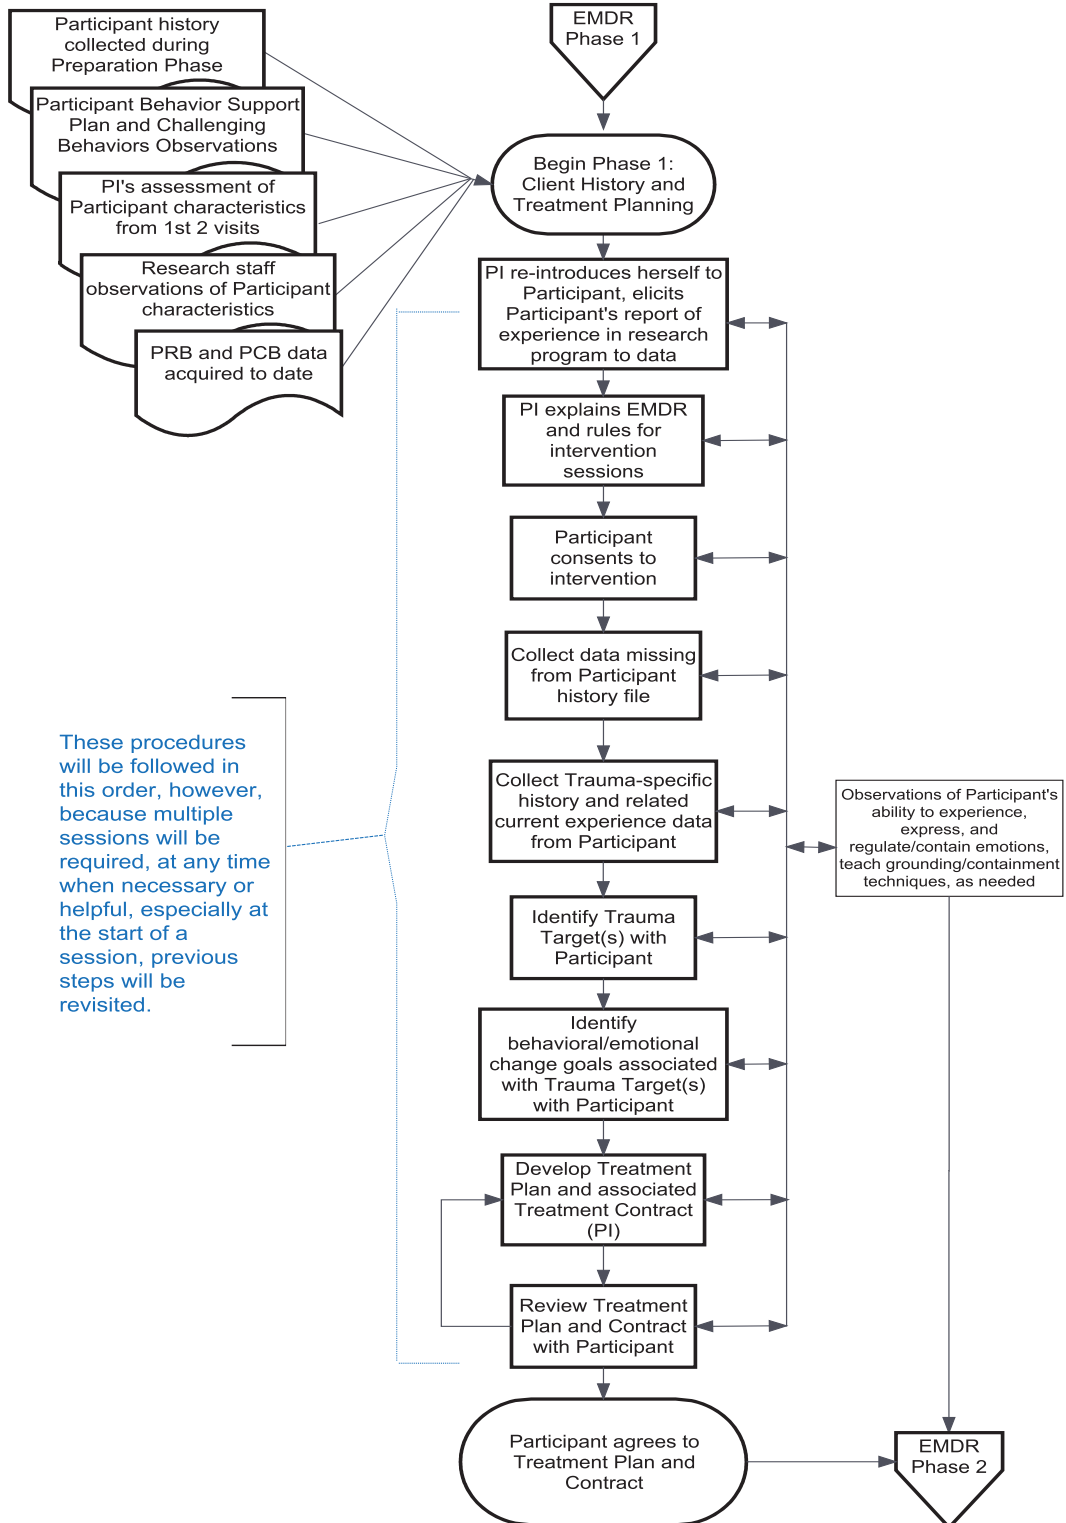 Participant history
collected during
Preparation Phase
Participant Behavior Support
Plan and Challenging
Behaviors Observations
PI's assessment of
Participant characteristics
from 1st 2 visits
Research staff
observations of Participant
characteristics
PRB and PCB data
acquired to date
EMDR
Phase 1
Begin Phase 1:
Client History and
Treatment Planning
PI re-introduces herself to
Participant, elicits
Participant's report of
experience in research
program to data
PI explains EMDR
and rules for
intervention
sessions
Participant
consents to
intervention
Collect data missing
from Participant
history file
Collect Trauma-specific
history and related
current experience data
from Participant
Identify Trauma
Target(s) with
Participant
Identify
behavioral/emotional
change goals associated
with Trauma Target(s)
with Participant
Develop Treatment
Plan and associated
Treatment Contract
(PI)
Review Treatment
Plan and Contract
with Participant
Participant agrees to
Treatment Plan and
Contract
These procedures
will be followed in
this order, however,
because multiple
sessions will be
required, at any time
when necessary or
helpful, especially at
the start of a
session, previous
steps will be
revisited.
Observations of Participant's
ability to experience,
express, and
regulate/contain emotions,
teach grounding/containment
techniques, as needed
EMDR
Phase 2